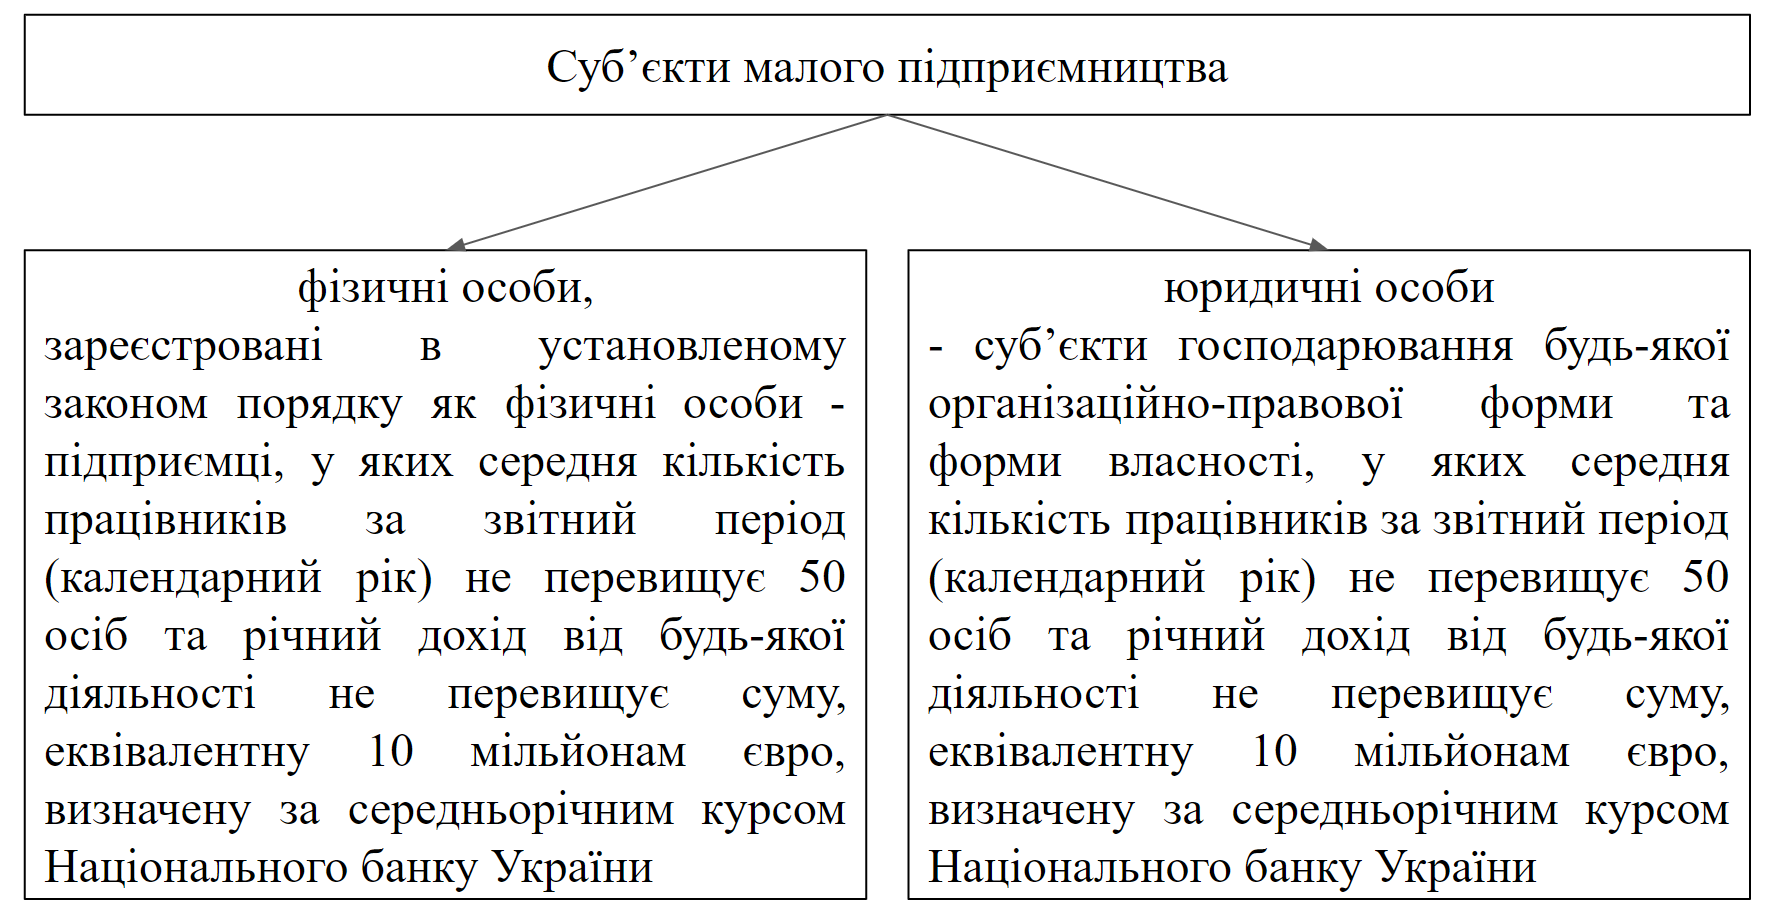 Суб’єкти малого підприємництва
фізичні особи,
зареєстровані в установленому
законом порядку як фізичні особи -
підприємці, у яких середня кількість
працівників за звітний період
(календарний рік) не перевищує 50
осіб та річний дохід від будь-якої
діяльності не перевищує суму,
еквівалентну 10 мільйонам євро,
визначену за середньорічним курсом
Національного банку України
юридичні особи
- суб’єкти господарювання будь-якої
організаційно-правової форми та
форми власності, у яких середня
кількість працівників за звітний період
(календарний рік) не перевищує 50
осіб та річний дохід від будь-якої
діяльності не перевищує суму,
еквівалентну 10 мільйонам євро,
визначену за середньорічним курсом
Національного банку України